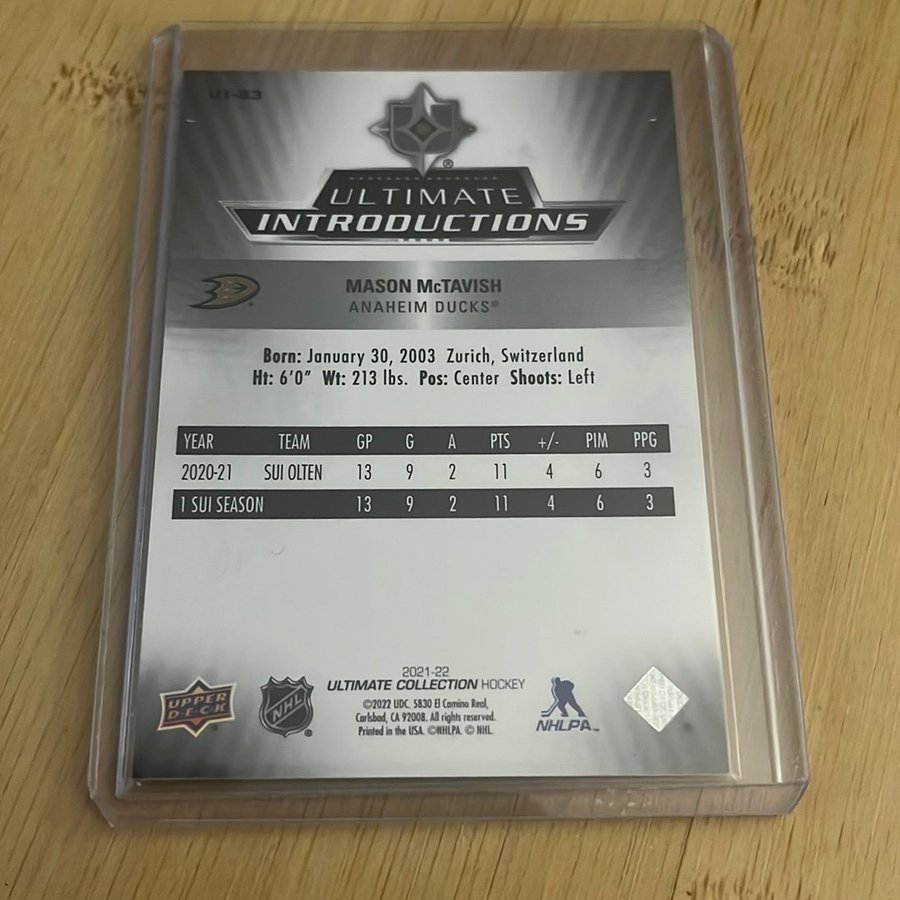 UI-83
®
ULTIMATE
INTRODUCTIONS
MASON McTAVISH
ANAHEIM DUCKS®
Born: January 30, 2003 Zurich, Switzerland
Ht: 6'0" Wt: 213 lbs. Pos: Center Shoots: Left
YEAR TEAM GP G A PTS +/- PIM PPG
2020-21 SUI OLTEN 13 9 2 11 4 6 3
1 SUI SEASON 13 9 2 11 4 6 3
2021-22
ULTIMATE COLLECTION HOCKEY
©2022 UDC. 5830 El Camino Real,
Carlsbad, CA 92008. All rights reserved.
Printed in the USA. ©NHLPA. © NHL.
UPPER
DECK
NHL
NHLPA